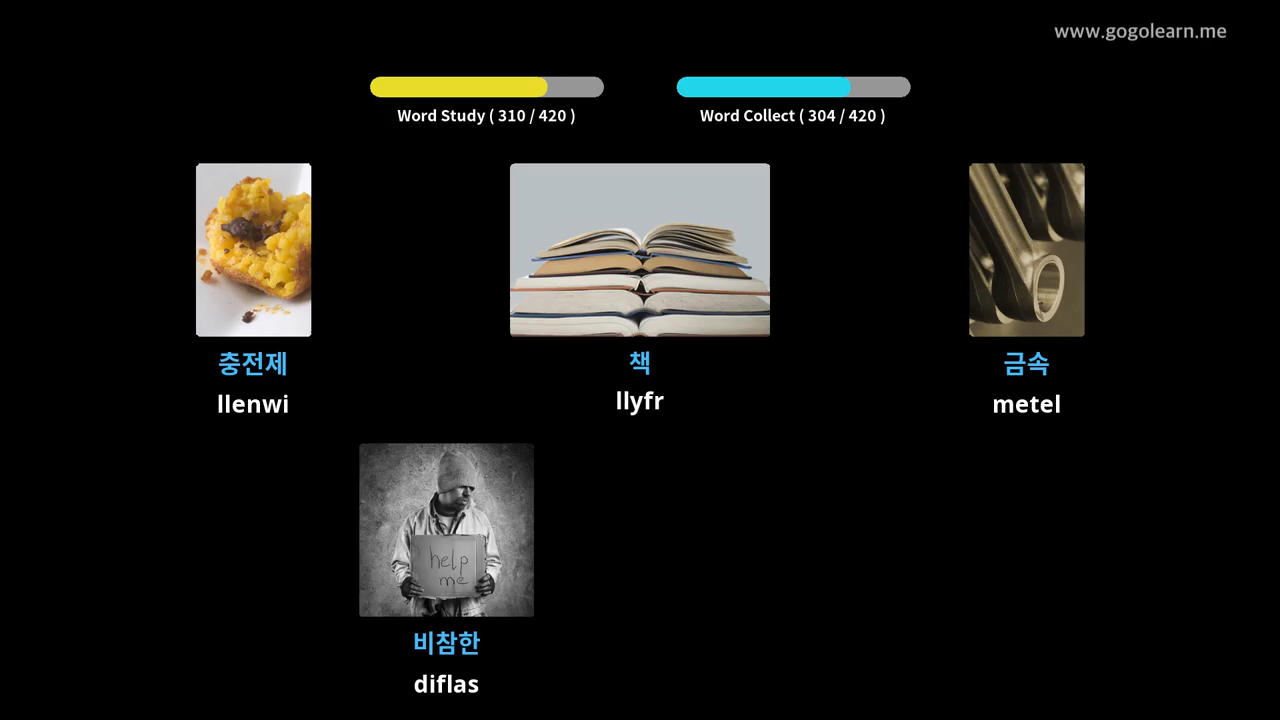 www.gogolearn.me
Word Study ( 310 / 420 )
Word Collect ( 304 / 420 )
충전제
llenwi
책
llyfr
금속
metel
help
me
비참한
diflas